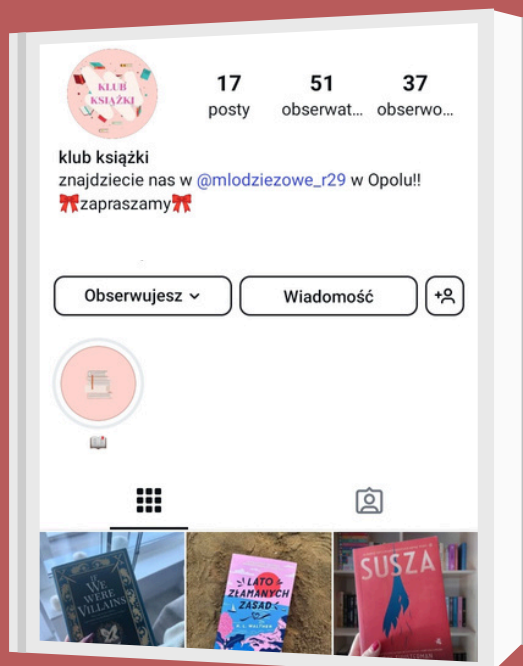 KLUB
KSIĄŻKI
17 51 37
posty obserwat... obserwo...
klub książki
znajdziecie nas w @mlodziezowe_r29 w Opolu!!
🎀zapraszamy🎀
Obserwujesz
Wiadomość
IF
WE
WERE
VILLAINS
LATO
ZŁAMANYCH
ZASAD
SUSZA